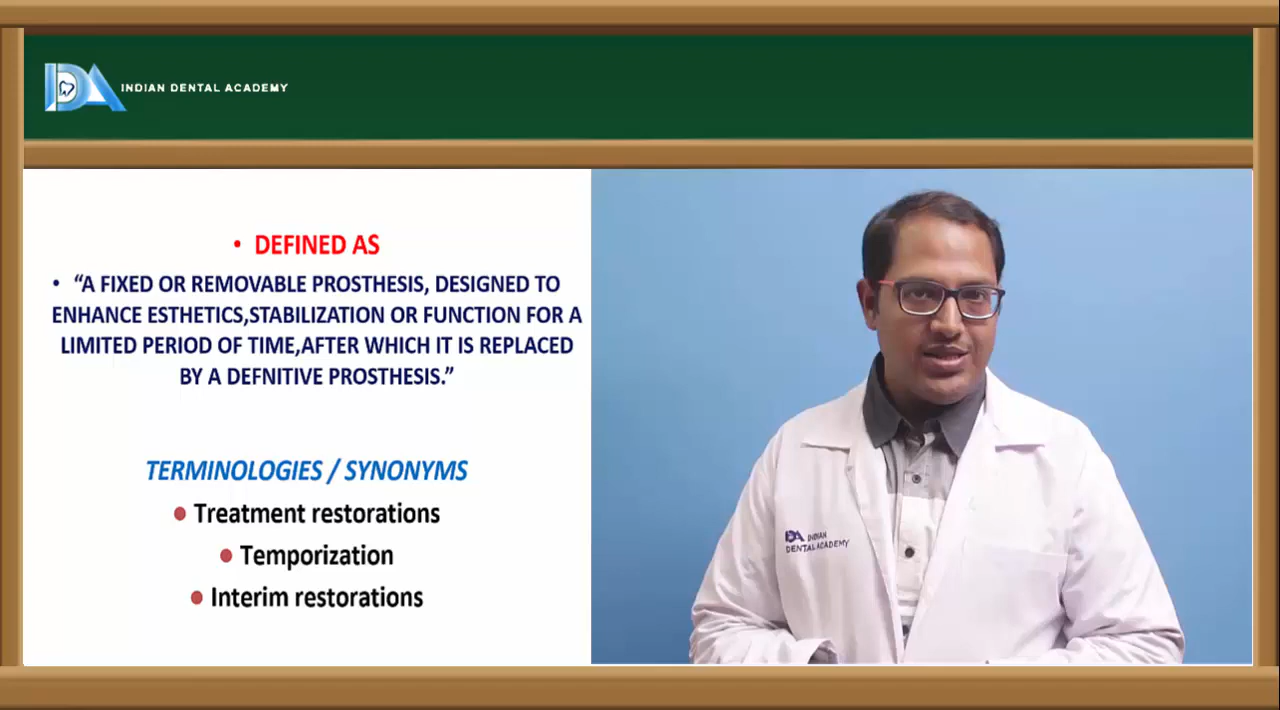 IDA INDIAN DENTAL ACADEMY
• DEFINED AS
• “A FIXED OR REMOVABLE PROSTHESIS, DESIGNED TO
ENHANCE ESTHETICS,STABILIZATION OR FUNCTION FOR A
LIMITED PERIOD OF TIME,AFTER WHICH IT IS REPLACED
BY A DEFNITIVE PROSTHESIS.”
TERMINOLOGIES / SYNONYMS
• Treatment restorations
• Temporization
• Interim restorations
IDA INDIAN
DENTAL ACADEMY